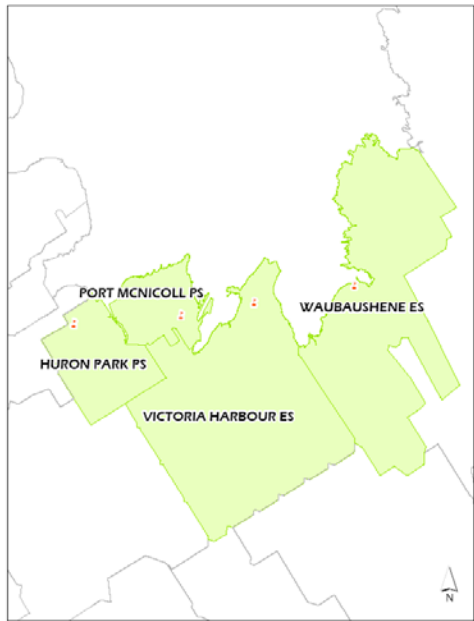 PORT MCNICOLL PS
WAUBAUSHENE ES
HURON PARK PS
VICTORIA HARBOUR ES
N